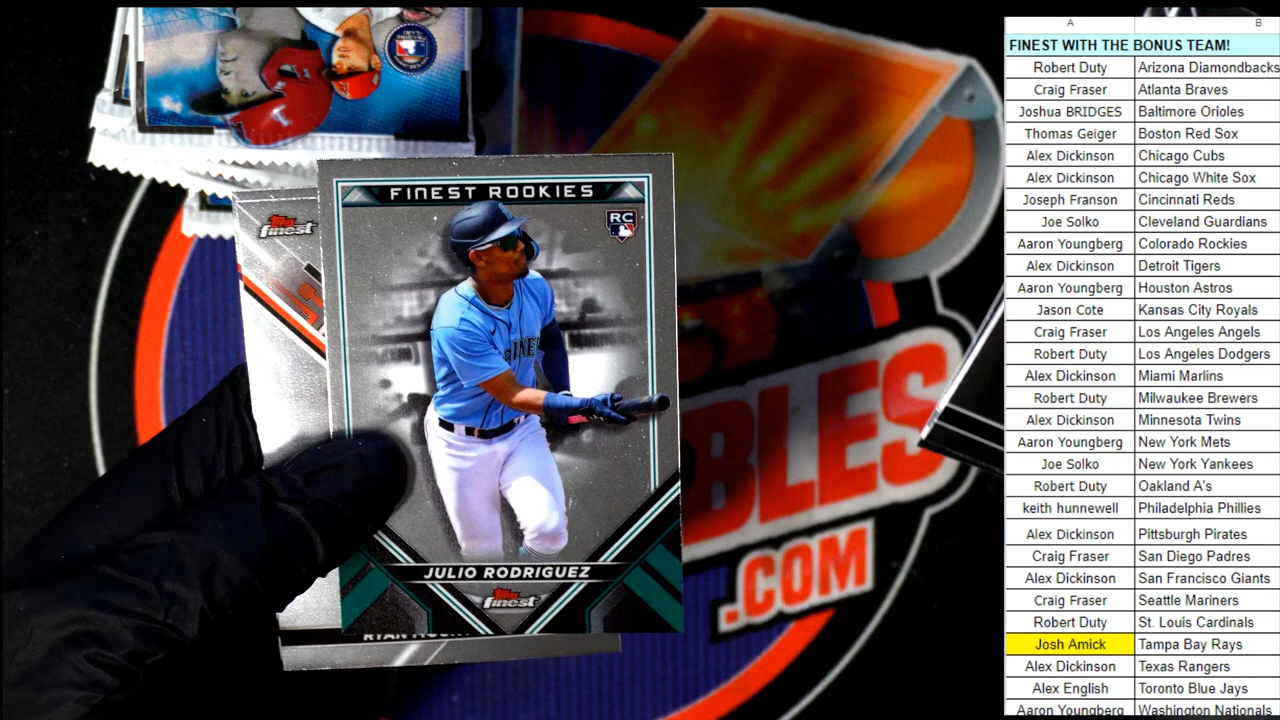 FINEST ROOKIES
RC
Topps
finest
MARINE
JULIO RODRIGUEZ
Topps
finest
RYAN
BLES
.COM
A B
FINEST WITH THE BONUS TEAM!
Robert Duty Arizona Diamondbacks
Craig Fraser Atlanta Braves
Joshua BRIDGES Baltimore Orioles
Thomas Geiger Boston Red Sox
Alex Dickinson Chicago Cubs
Alex Dickinson Chicago White Sox
Joseph Franson Cincinnati Reds
Joe Solko Cleveland Guardians
Aaron Youngberg Colorado Rockies
Alex Dickinson Detroit Tigers
Aaron Youngberg Houston Astros
Jason Cote Kansas City Royals
Craig Fraser Los Angeles Angels
Robert Duty Los Angeles Dodgers
Alex Dickinson Miami Marlins
Robert Duty Milwaukee Brewers
Alex Dickinson Minnesota Twins
Aaron Youngberg New York Mets
Joe Solko New York Yankees
Robert Duty Oakland A's
keith hunnewell Philadelphia Phillies
Alex Dickinson Pittsburgh Pirates
Craig Fraser San Diego Padres
Alex Dickinson San Francisco Giants
Craig Fraser Seattle Mariners
Robert Duty St. Louis Cardinals
Josh Amick Tampa Bay Rays
Alex Dickinson Texas Rangers
Alex English Toronto Blue Jays
Aaron Youngberg Washington Nationals